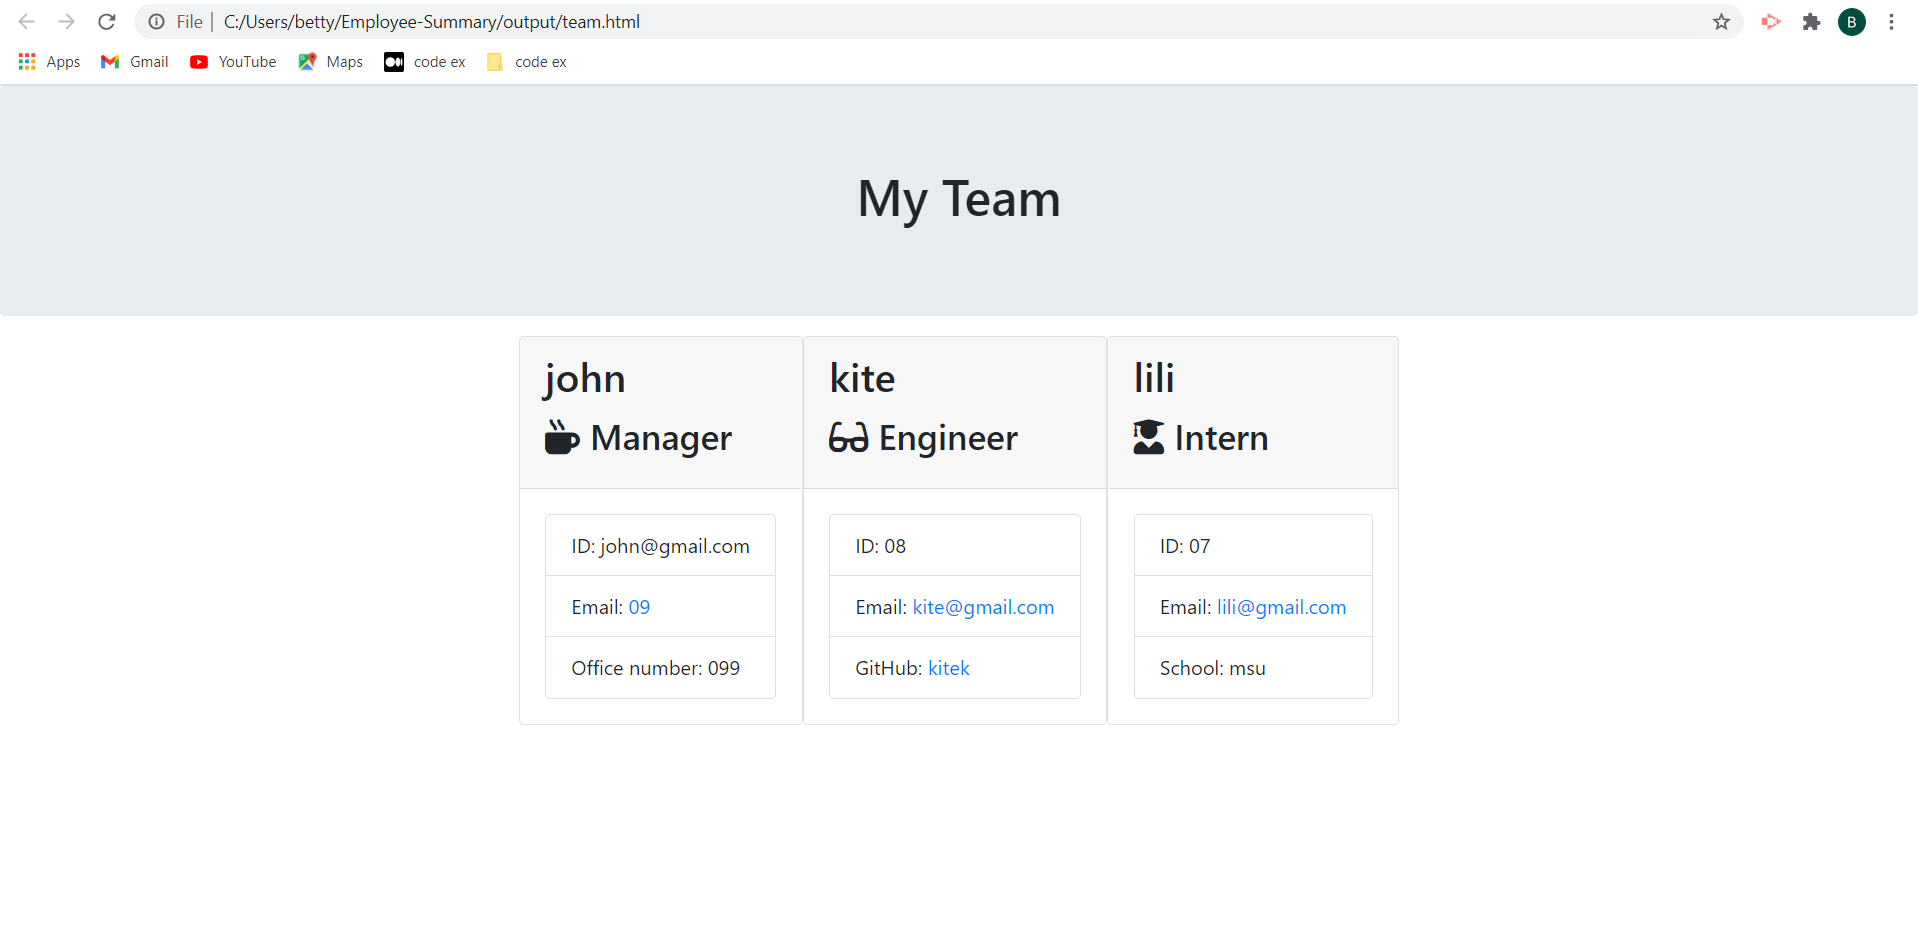 File | C:/Users/betty/Employee-Summary/output/team.html
B
Apps Gmail YouTube Maps code ex code ex
My Team
john
Manager
ID: john@gmail.com
Email: 09
Office number: 099
kite
Engineer
ID: 08
Email: kite@gmail.com
GitHub: kitek
lili
Intern
ID: 07
Email: lili@gmail.com
School: msu